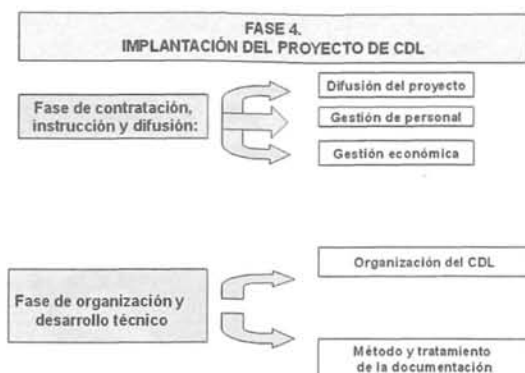 FASE 4.
IMPLANTACIÓN DEL PROYECTO DE CDL
Fase de contratación,
instrucción y difusión:
Difusión del proyecto
Gestión de personal
Gestión económica
Fase de organización y
desarrollo técnico
Organización del CDL
Método y tratamiento
de la documentación